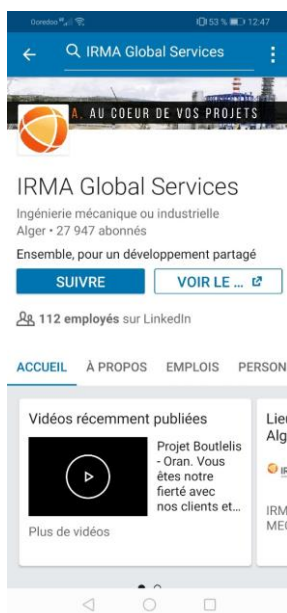 Ooredoo
53 % 12:47
IRMA Global Services
A. AU COEUR DE VOS PROJETS
IRMA Global Services
Ingénierie mécanique ou industrielle
Alger • 27 947 abonnés
Ensemble, pour un développement partagé
SUIVRE
VOIR LE ...
112 employés sur LinkedIn
ACCUEIL À PROPOS EMPLOIS PERSON
Vidéos récemment publiées
Projet Boutlelis
- Oran. Vous
êtes notre
fierté avec
nos clients et...
Plus de vidéos
Lieu
Alg
IRM
MEC